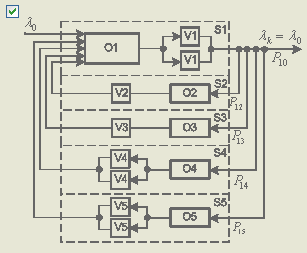 λ₀
S1
O1
V1
V1
λₖ = λ₀
P₁₀
S2
V2
O2
P₁₂
S3
V3
O3
P₁₃
S4
V4
V4
O4
P₁₄
S5
V5
V5
O5
P₁₅